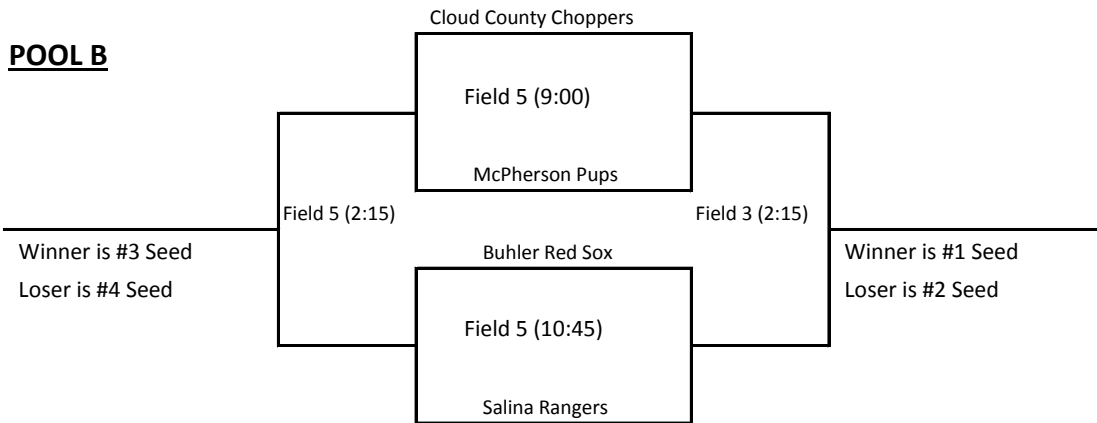 Cloud County Choppers
POOL B
Field 5 (9:00)
McPherson Pups
Field 5 (2:15)
Field 3 (2:15)
Winner is #3 Seed
Buhler Red Sox
Winner is #1 Seed
Loser is #4 Seed
Loser is #2 Seed
Field 5 (10:45)
Salina Rangers